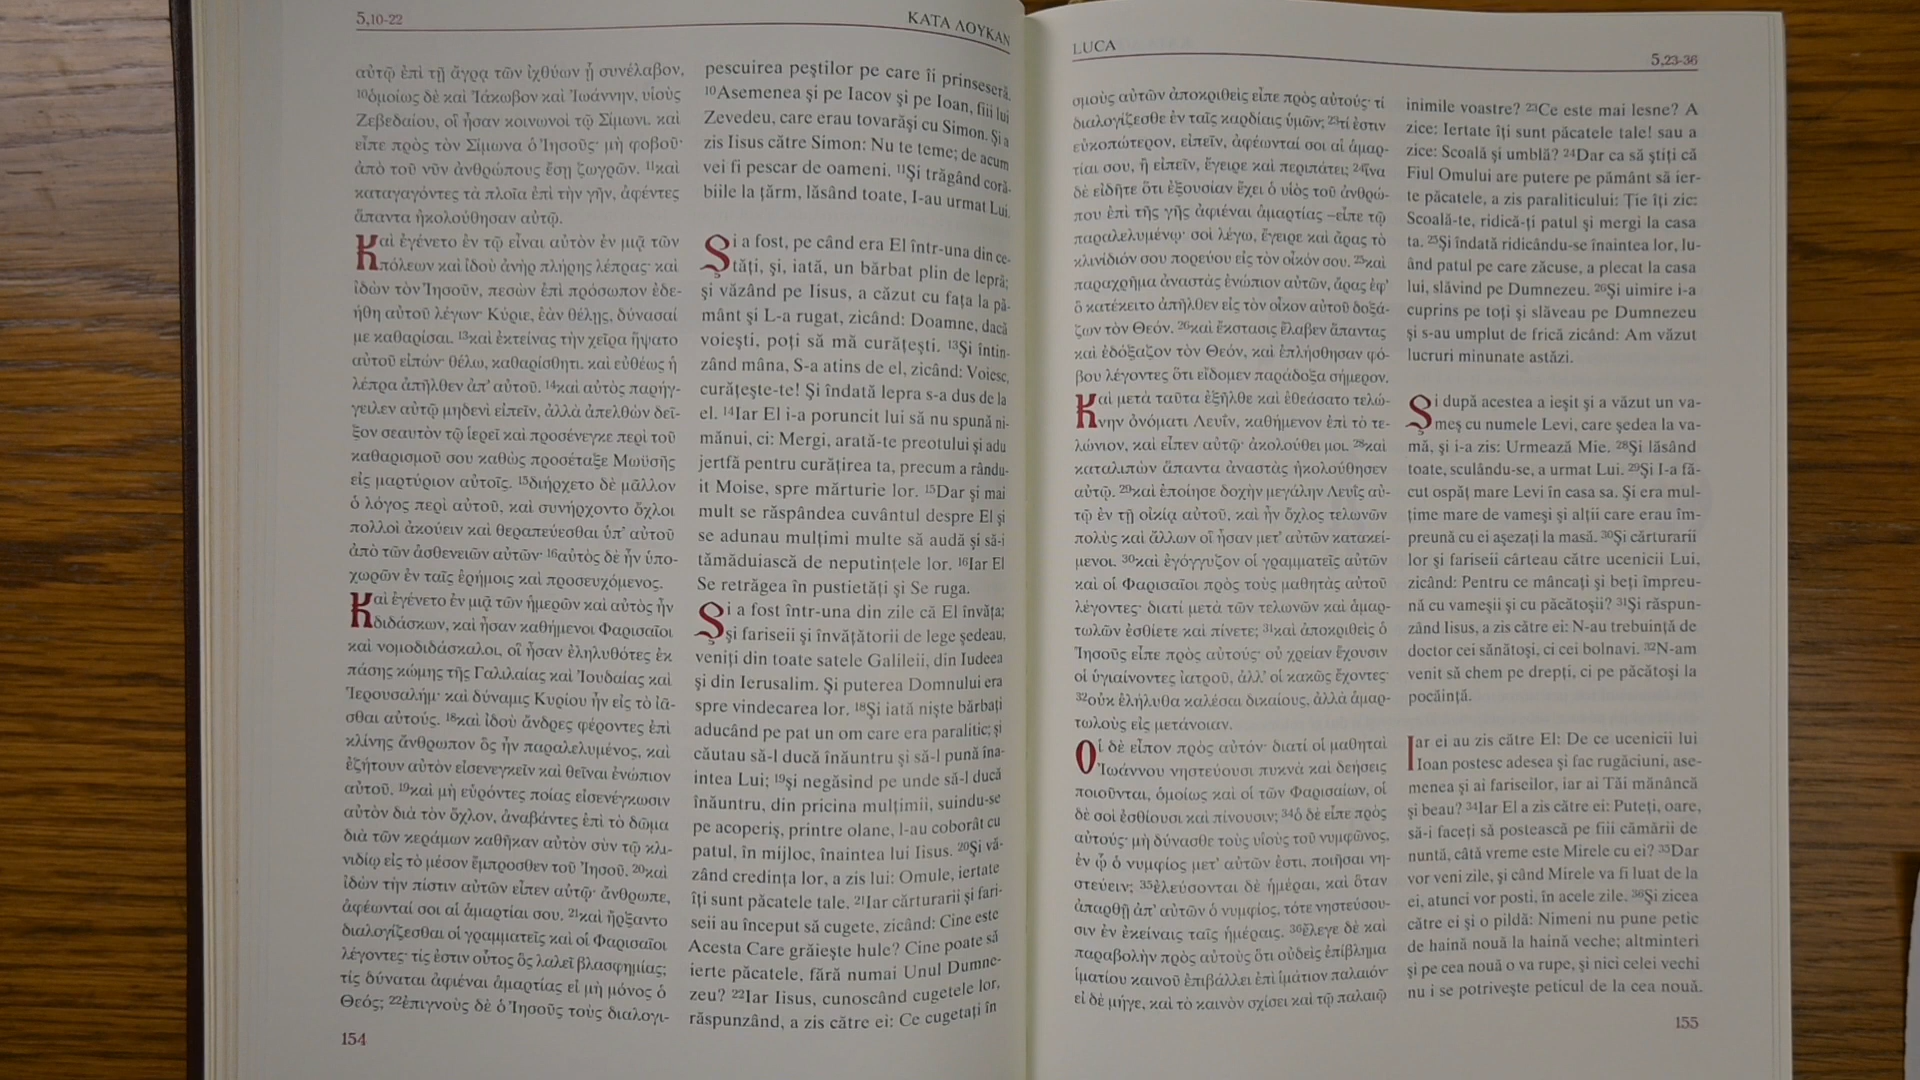 5,10-22
ΚΑΤΑ ΛΟΥΚΑΝ
αὐτῷ ἐπὶ τῇ ἄγρᾳ τῶν ἰχθύων ᾗ συνέλαβον,
¹⁰ὁμοίως δὲ καὶ Ἰάκωβον καὶ Ἰωάννην, υἱοὺς
Ζεβεδαίου, οἳ ἦσαν κοινωνοὶ τῷ Σίμωνι. καὶ
εἶπε πρὸς τὸν Σίμωνα ὁ Ἰησοῦς· μὴ φοβοῦ·
ἀπὸ τοῦ νῦν ἀνθρώπους ἔσῃ ζωγρῶν. ¹¹καὶ
καταγαγόντες τὰ πλοῖα ἐπὶ τὴν γῆν, ἀφέντες
ἅπαντα ἠκολούθησαν αὐτῷ.
Καὶ ἐγένετο ἐν τῷ εἶναι αὐτὸν ἐν μιᾷ τῶν
πόλεων καὶ ἰδοὺ ἀνὴρ πλήρης λέπρας· καὶ
ἰδὼν τὸν Ἰησοῦν, πεσὼν ἐπὶ πρόσωπον ἐδε-
ήθη αὐτοῦ λέγων· Κύριε, ἐὰν θέλῃς, δύνασαί
με καθαρίσαι. ¹³καὶ ἐκτείνας τὴν χεῖρα ἥψατο
αὐτοῦ εἰπών· θέλω, καθαρίσθητι. καὶ εὐθέως ἡ
λέπρα ἀπῆλθεν ἀπ' αὐτοῦ. ¹⁴καὶ αὐτὸς παρήγ-
γειλεν αὐτῷ μηδενὶ εἰπεῖν, ἀλλὰ ἀπελθὼν δεῖ-
ξον σεαυτὸν τῷ ἱερεῖ καὶ προσένεγκε περὶ τοῦ
καθαρισμοῦ σου καθὼς προσέταξε Μωϋσῆς
εἰς μαρτύριον αὐτοῖς. ¹⁵διήρχετο δὲ μᾶλλον
ὁ λόγος περὶ αὐτοῦ, καὶ συνήρχοντο ὄχλοι
πολλοὶ ἀκούειν καὶ θεραπεύεσθαι ὑπ' αὐτοῦ
ἀπὸ τῶν ἀσθενειῶν αὐτῶν· ¹⁶αὐτὸς δὲ ἦν ὑπο-
χωρῶν ἐν ταῖς ἐρήμοις καὶ προσευχόμενος.
Καὶ ἐγένετο ἐν μιᾷ τῶν ἡμερῶν καὶ αὐτὸς ἦν
διδάσκων, καὶ ἦσαν καθήμενοι Φαρισαῖοι
καὶ νομοδιδάσκαλοι, οἳ ἦσαν ἐληλυθότες ἐκ
πάσης κώμης τῆς Γαλιλαίας καὶ Ἰουδαίας καὶ
Ἱερουσαλήμ· καὶ δύναμις Κυρίου ἦν εἰς τὸ ἰᾶ-
σθαι αὐτούς. ¹⁸καὶ ἰδοὺ ἄνδρες φέροντες ἐπὶ
κλίνης ἄνθρωπον ὃς ἦν παραλελυμένος, καὶ
ἐζήτουν αὐτὸν εἰσενεγκεῖν καὶ θεῖναι ἐνώπιον
αὐτοῦ. ¹⁹καὶ μὴ εὑρόντες ποίας εἰσενέγκωσιν
αὐτὸν διὰ τὸν ὄχλον, ἀναβάντες ἐπὶ τὸ δῶμα
διὰ τῶν κεράμων καθῆκαν αὐτὸν σὺν τῷ κλι-
νιδίῳ εἰς τὸ μέσον ἔμπροσθεν τοῦ Ἰησοῦ. ²⁰καὶ
ἰδὼν τὴν πίστιν αὐτῶν εἶπεν αὐτῷ· ἄνθρωπε,
ἀφέωνταί σοι αἱ ἁμαρτίαι σου. ²¹καὶ ἤρξαντο
διαλογίζεσθαι οἱ γραμματεῖς καὶ οἱ Φαρισαῖοι
λέγοντες· τίς ἐστιν οὗτος ὃς λαλεῖ βλασφημίας;
τίς δύναται ἀφιέναι ἁμαρτίας εἰ μὴ μόνος ὁ
Θεός; ²²ἐπιγνοὺς δὲ ὁ Ἰησοῦς τοὺς διαλογι-
154
pescuirea peştilor pe care îi prinseseră.
¹⁰Asemenea şi pe Iacov şi pe Ioan, fiii lui
Zevedeu, care erau tovarăşi cu Simon. Şi a
zis Iisus către Simon: Nu te teme; de acum
vei fi pescar de oameni. ¹¹Şi trăgând coră-
biile la ţărm, lăsând toate, I-au urmat Lui.
Şi a fost, pe când era El într-una din ce-
tăţi, şi, iată, un bărbat plin de lepră;
şi văzând pe Iisus, a căzut cu faţa la pă-
mânt şi L-a rugat, zicând: Doamne, dacă
voieşti, poţi să mă curăţeşti. ¹³Şi întin-
zând mâna, S-a atins de el, zicând: Voiesc,
curăţeşte-te! Şi îndată lepra s-a dus de la
el. ¹⁴Iar El i-a poruncit lui să nu spună ni-
mănui, ci: Mergi, arată-te preotului şi adu
jertfă pentru curăţirea ta, precum a rându-
it Moise, spre mărturie lor. ¹⁵Dar şi mai
mult se răspândea cuvântul despre El şi
se adunau mulţimi multe să audă şi să-i
tămăduiască de neputinţele lor. ¹⁶Iar El
Se retrăgea în pustietăţi şi Se ruga.
Şi a fost într-una din zile că El învăţa;
şi fariseii şi învăţătorii de lege şedeau,
veniţi din toate satele Galileii, din Iudeea
şi din Ierusalim. Şi puterea Domnului era
spre vindecarea lor. ¹⁸Şi iată nişte bărbaţi
aducând pe pat un om care era paralitic; şi
căutau să-l ducă înăuntru şi să-l pună îna-
intea Lui; ¹⁹şi negăsind pe unde să-l ducă
înăuntru, din pricina mulţimii, suindu-se
pe acoperiş, printre olane, l-au coborât cu
patul, în mijloc, înaintea lui Iisus. ²⁰Şi vă-
zând credinţa lor, a zis lui: Omule, iertate
îţi sunt păcatele tale. ²¹Iar cărturarii şi fari-
seii au început să cugete, zicând: Cine este
Acesta Care grăieşte hule? Cine poate să
ierte păcatele, fără numai Unul Dumne-
zeu? ²²Iar Iisus, cunoscând cugetele lor,
răspunzând, a zis către ei: Ce cugetaţi în
LUCA
5,23-36
σμοὺς αὐτῶν ἀποκριθεὶς εἶπε πρὸς αὐτούς· τί
διαλογίζεσθε ἐν ταῖς καρδίαις ὑμῶν; ²³τί ἐστιν
εὐκοπώτερον, εἰπεῖν, ἀφέωνταί σοι αἱ ἁμαρ-
τίαι σου, ἢ εἰπεῖν, ἔγειρε καὶ περιπάτει; ²⁴ἵνα
δὲ εἰδῆτε ὅτι ἐξουσίαν ἔχει ὁ υἱὸς τοῦ ἀνθρώ-
που ἐπὶ τῆς γῆς ἀφιέναι ἁμαρτίας –εἶπε τῷ
παραλελυμένῳ· σοὶ λέγω, ἔγειρε καὶ ἄρας τὸ
κλινίδιόν σου πορεύου εἰς τὸν οἶκόν σου. ²⁵καὶ
παραχρῆμα ἀναστὰς ἐνώπιον αὐτῶν, ἄρας ἐφ'
ὃ κατέκειτο ἀπῆλθεν εἰς τὸν οἶκον αὐτοῦ δοξά-
ζων τὸν Θεόν. ²⁶καὶ ἔκστασις ἔλαβεν ἅπαντας
καὶ ἐδόξαζον τὸν Θεόν, καὶ ἐπλήσθησαν φό-
βου λέγοντες ὅτι εἴδομεν παράδοξα σήμερον.
Καὶ μετὰ ταῦτα ἐξῆλθε καὶ ἐθεάσατο τελώ-
νην ὀνόματι Λευΐν, καθήμενον ἐπὶ τὸ τε-
λώνιον, καὶ εἶπεν αὐτῷ· ἀκολούθει μοι. ²⁸καὶ
καταλιπὼν ἅπαντα ἀναστὰς ἠκολούθησεν
αὐτῷ. ²⁹καὶ ἐποίησε δοχὴν μεγάλην Λευῒς αὐ-
τῷ ἐν τῇ οἰκίᾳ αὐτοῦ, καὶ ἦν ὄχλος τελωνῶν
πολὺς καὶ ἄλλων οἳ ἦσαν μετ' αὐτῶν κατακεί-
μενοι. ³⁰καὶ ἐγόγγυζον οἱ γραμματεῖς αὐτῶν
καὶ οἱ Φαρισαῖοι πρὸς τοὺς μαθητὰς αὐτοῦ
λέγοντες· διατί μετὰ τῶν τελωνῶν καὶ ἁμαρ-
τωλῶν ἐσθίετε καὶ πίνετε; ³¹καὶ ἀποκριθεὶς ὁ
Ἰησοῦς εἶπε πρὸς αὐτούς· οὐ χρείαν ἔχουσιν
οἱ ὑγιαίνοντες ἰατροῦ, ἀλλ' οἱ κακῶς ἔχοντες·
³²οὐκ ἐλήλυθα καλέσαι δικαίους, ἀλλὰ ἁμαρ-
τωλοὺς εἰς μετάνοιαν.
Οἱ δὲ εἶπον πρὸς αὐτόν· διατί οἱ μαθηταὶ
Ἰωάννου νηστεύουσι πυκνὰ καὶ δεήσεις
ποιοῦνται, ὁμοίως καὶ οἱ τῶν Φαρισαίων, οἱ
δὲ σοὶ ἐσθίουσι καὶ πίνουσιν; ³⁴ὁ δὲ εἶπε πρὸς
αὐτούς· μὴ δύνασθε τοὺς υἱοὺς τοῦ νυμφῶνος,
ἐν ᾧ ὁ νυμφίος μετ' αὐτῶν ἐστι, ποιῆσαι νη-
στεύειν; ³⁵ἐλεύσονται δὲ ἡμέραι, καὶ ὅταν
ἀπαρθῇ ἀπ' αὐτῶν ὁ νυμφίος, τότε νηστεύσου-
σιν ἐν ἐκείναις ταῖς ἡμέραις. ³⁶ἔλεγε δὲ καὶ
παραβολὴν πρὸς αὐτοὺς ὅτι οὐδεὶς ἐπίβλημα
ἱματίου καινοῦ ἐπιβάλλει ἐπὶ ἱμάτιον παλαιόν·
εἰ δὲ μήγε, καὶ τὸ καινὸν σχίσει καὶ τῷ παλαιῷ
inimile voastre? ²³Ce este mai lesne? A
zice: Iertate îţi sunt păcatele tale! sau a
zice: Scoală şi umblă? ²⁴Dar ca să ştiţi că
Fiul Omului are putere pe pământ să ier-
te păcatele, a zis paraliticului: Ţie îţi zic:
Scoală-te, ridică-ţi patul şi mergi la casa
ta. ²⁵Şi îndată ridicându-se înaintea lor, lu-
ând patul pe care zăcuse, a plecat la casa
lui, slăvind pe Dumnezeu. ²⁶Şi uimire i-a
cuprins pe toţi şi slăveau pe Dumnezeu
şi s-au umplut de frică zicând: Am văzut
lucruri minunate astăzi.
Şi după acestea a ieşit şi a văzut un va-
meş cu numele Levi, care şedea la va-
mă, şi i-a zis: Urmează Mie. ²⁸Şi lăsând
toate, sculându-se, a urmat Lui. ²⁹Şi I-a fă-
cut ospăţ mare Levi în casa sa. Şi era mul-
ţime mare de vameşi şi alţii care erau îm-
preună cu ei aşezaţi la masă. ³⁰Şi cărturarii
lor şi fariseii cârteau către ucenicii Lui,
zicând: Pentru ce mâncaţi şi beţi împreu-
nă cu vameşii şi cu păcătoşii? ³¹Şi răspun-
zând Iisus, a zis către ei: N-au trebuinţă de
doctor cei sănătoşi, ci cei bolnavi. ³²N-am
venit să chem pe drepţi, ci pe păcătoşi la
pocăinţă.
Iar ei au zis către El: De ce ucenicii lui
Ioan postesc adesea şi fac rugăciuni, ase-
menea şi ai fariseilor, iar ai Tăi mănâncă
şi beau? ³⁴Iar El a zis către ei: Puteţi, oare,
să-i faceţi să postească pe fiii cămării de
nuntă, câtă vreme este Mirele cu ei? ³⁵Dar
vor veni zile, şi când Mirele va fi luat de la
ei, atunci vor posti, în acele zile. ³⁶Şi zicea
către ei şi o pildă: Nimeni nu pune petic
de haină nouă la haină veche; altminteri
şi pe cea nouă o va rupe, şi nici celei vechi
nu i se potriveşte peticul de la cea nouă.
155